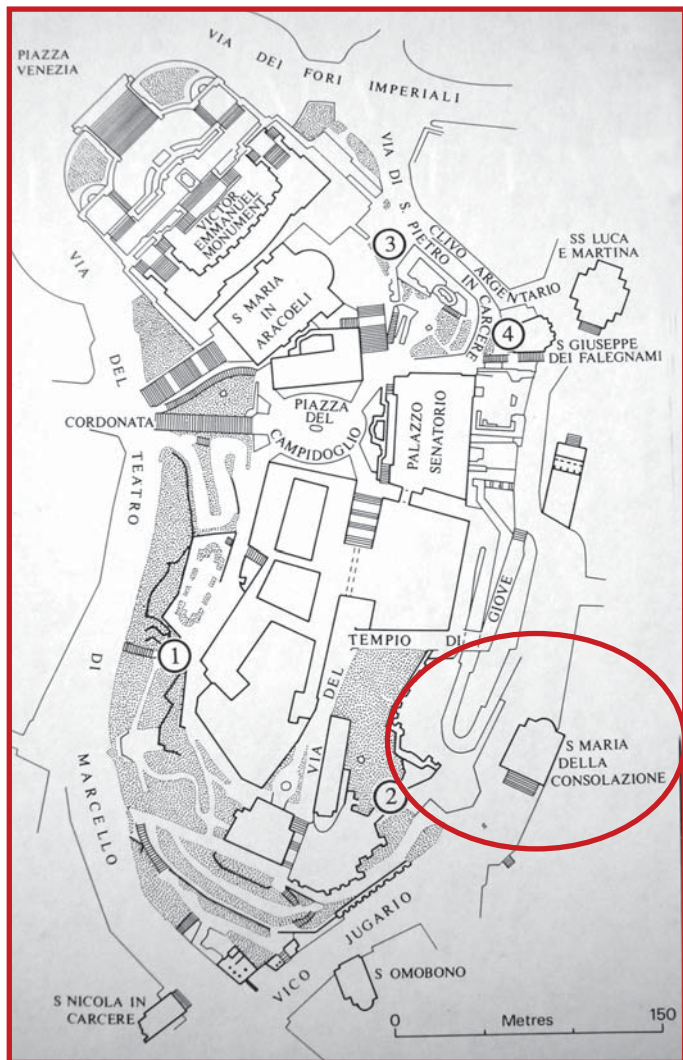 PIAZZA
VENEZIA
VIA
DEI FORI IMPERIALI
VIA DI S. PIETRO IN CARCERE
CLIVO ARGENTARIO
SS LUCA
E MARTINA
VICTOR
EMMANUEL
MONUMENT
3
S MARIA
IN
ARACOELI
4
S GIUSEPPE
DEI FALEGNAMI
VIA
DEL
TEATRO
DI
MARCELLO
CORDONATA
PIAZZA
DEL
CAMPIDOGLIO
PALAZZO
SENATORIO
1
VIA
DEL
TEMPIO DI
GIOVE
S MARIA
DELLA
CONSOLAZIONE
2
VICO JUGARIO
S OMOBONO
S NICOLA IN
CARCERE
0 Metres 150